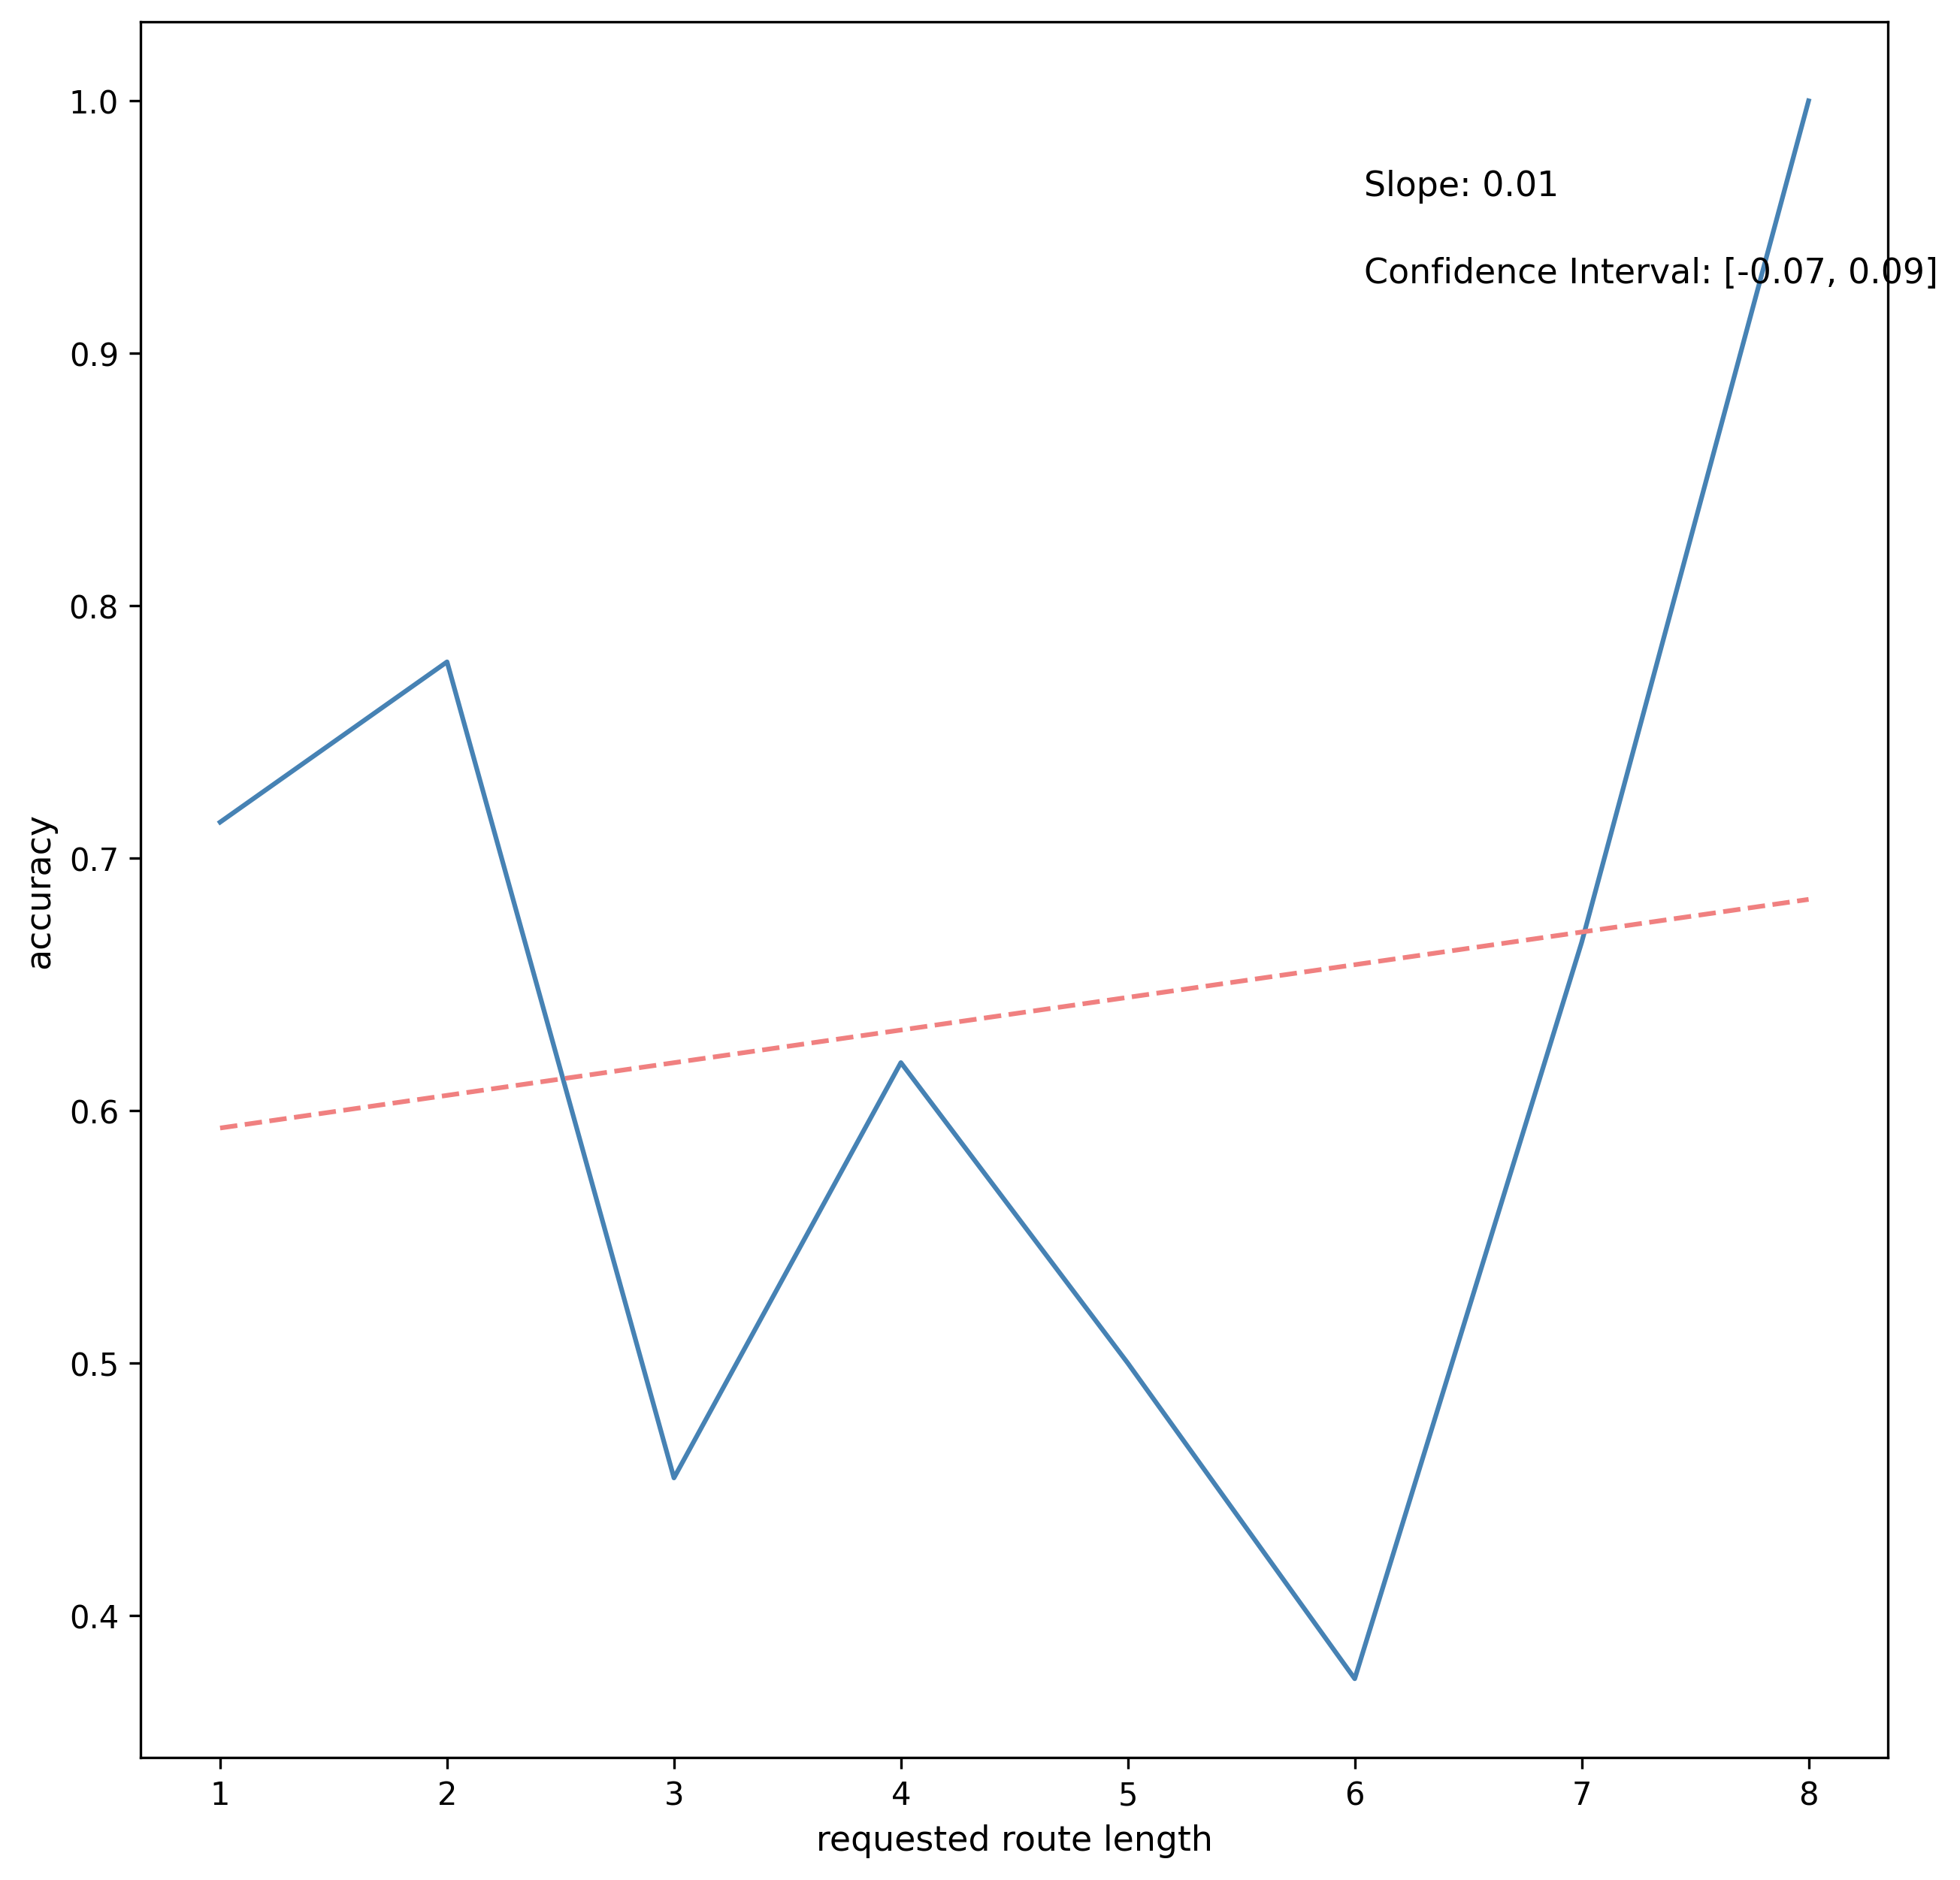 1.0
0.9
0.8
0.7
0.6
0.5
0.4
accuracy
Slope: 0.01
Confidence Interval: [-0.07, 0.09]
1 2 3 4 5 6 7 8
requested route length